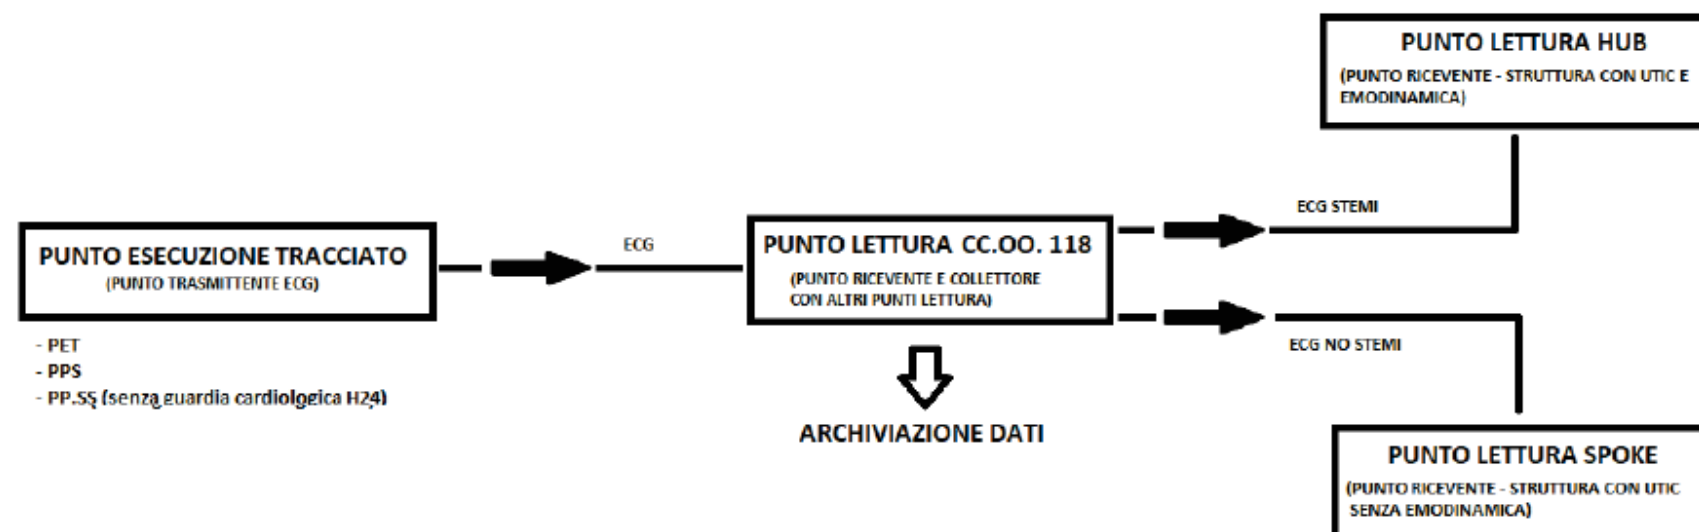 PUNTO LETTURA HUB
(PUNTO RICEVENTE - STRUTTURA CON UTIC E
EMODINAMICA)
ECG STEMI
PUNTO ESECUZIONE TRACCIATO
(PUNTO TRASMITTENTE ECG)
ECG
PUNTO LETTURA CC.OO. 118
(PUNTO RICEVENTE E COLLETTORE
CON ALTRI PUNTI LETTURA)
- PET
- PPS
- PP.SS (senza guardia cardiologica H24)
ECG NO STEMI
ARCHIVIAZIONE DATI
PUNTO LETTURA SPOKE
(PUNTO RICEVENTE - STRUTTURA CON UTIC
SENZA EMODINAMICA)